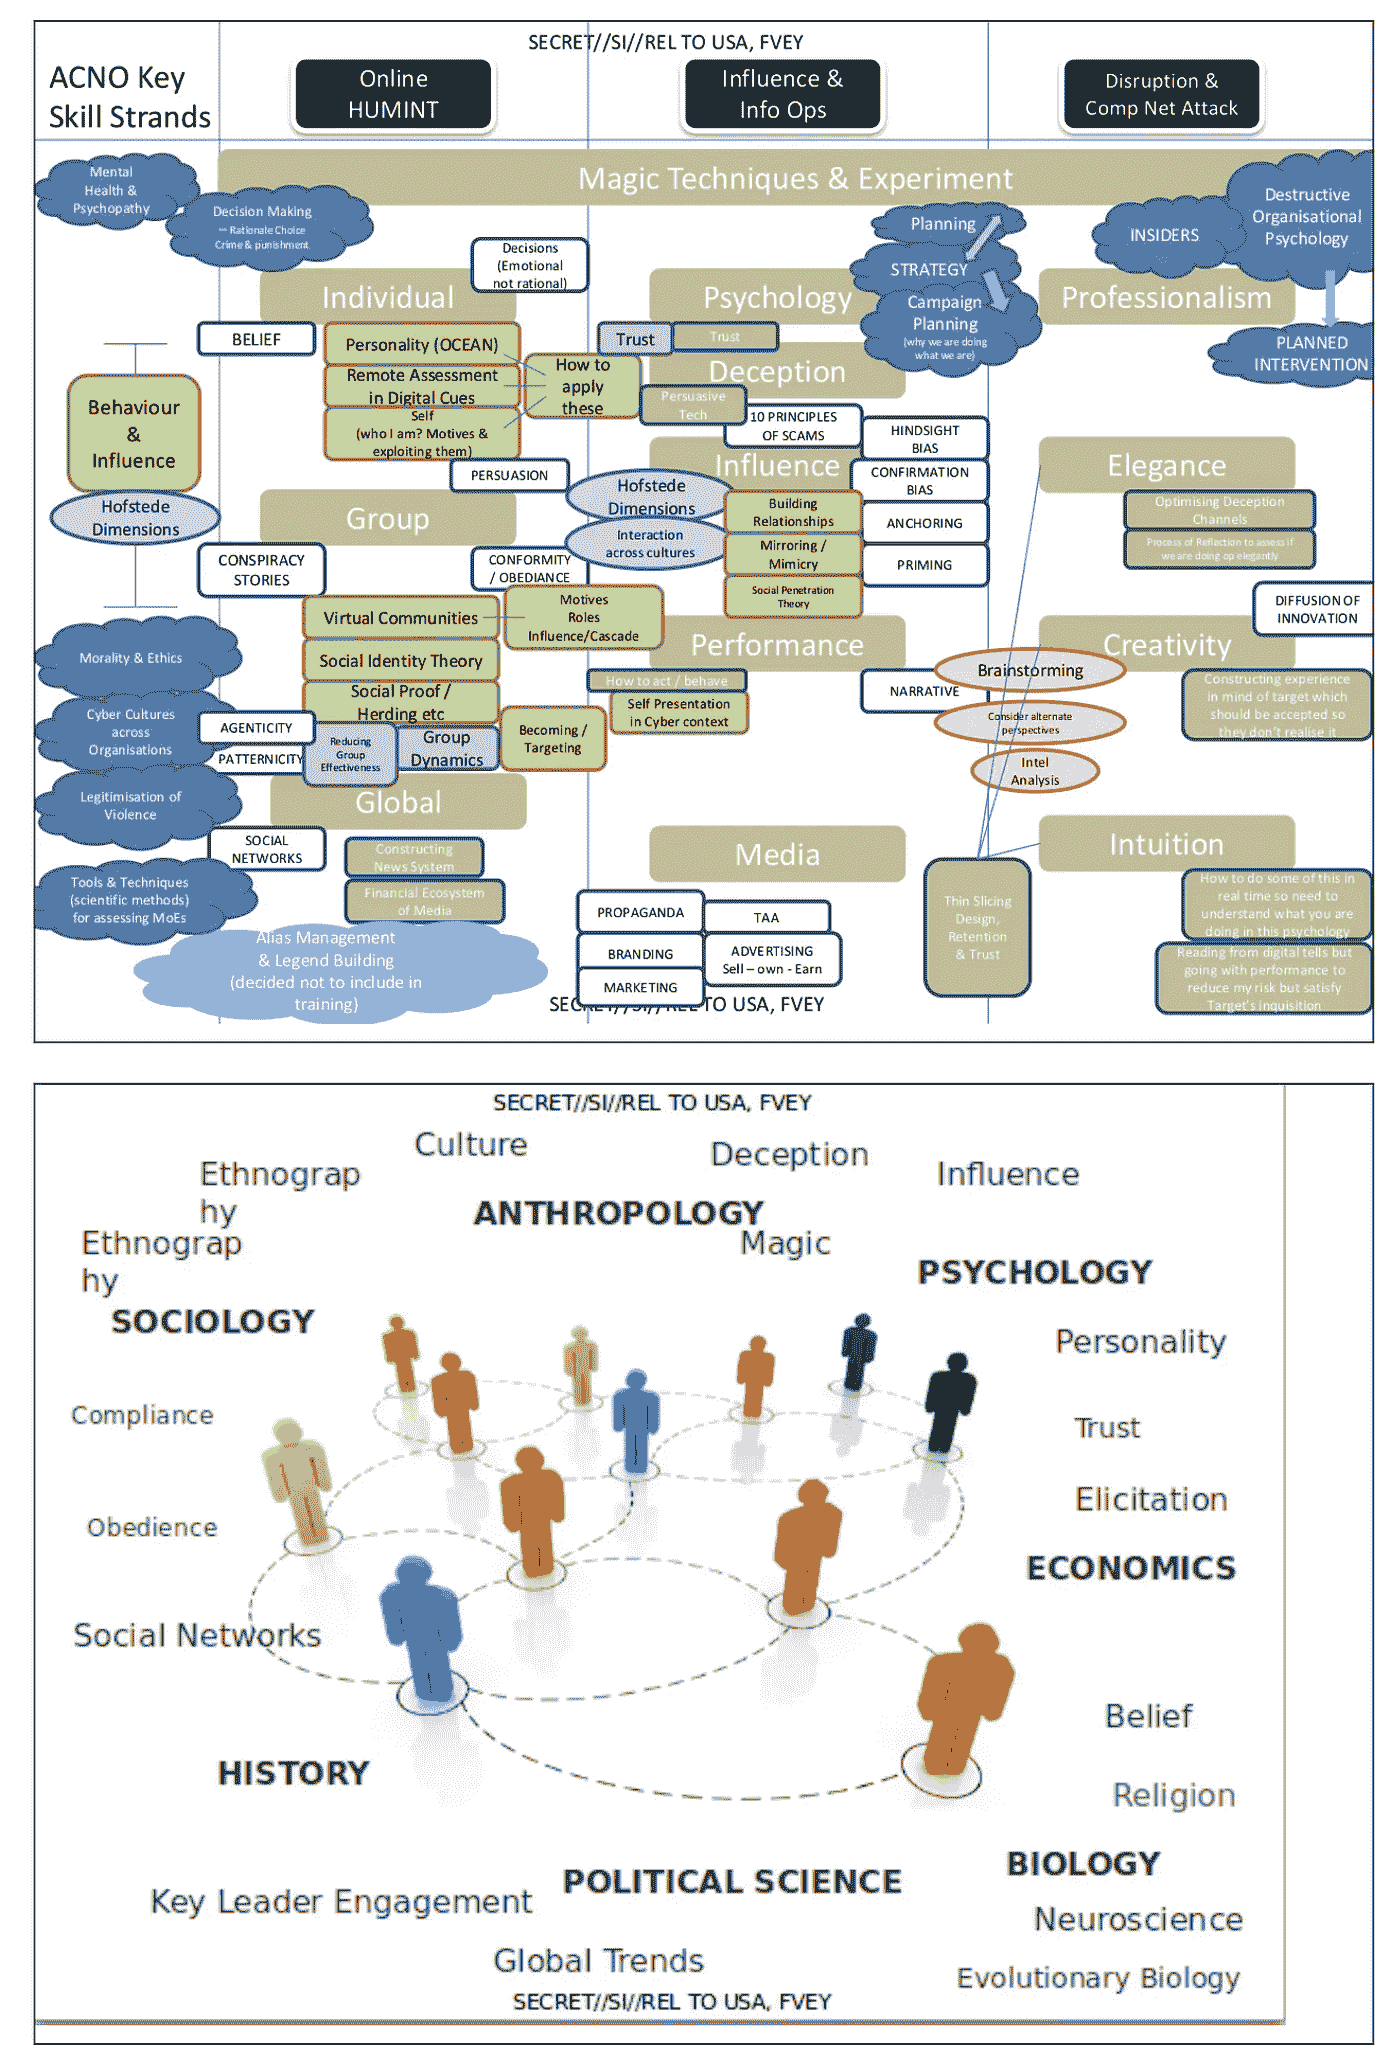 SECRET//SI//REL TO USA, FVEY
ACNO Key
Skill Strands
Online
HUMINT
Influence &
Info Ops
Disruption &
Comp Net Attack
Magic Techniques & Experiment
Mental
Health &
Psychopathy
Decision Making
— Rationale Choice
Crime & punishment
Decisions
(Emotional
not rational)
Planning
STRATEGY
Campaign
Planning
(why we are doing
what we are)
INSIDERS
Destructive
Organisational
Psychology
PLANNED
INTERVENTION
Individual
Psychology
Professionalism
BELIEF
Personality (OCEAN)
Remote Assessment
in Digital Cues
Self
(who I am? Motives &
exploiting them)
How to
apply
these
Trust
Trust
Deception
Persuasive
Tech
10 PRINCIPLES
OF SCAMS
HINDSIGHT
BIAS
Behaviour
&
Influence
Hofstede
Dimensions
PERSUASION
Influence
CONFIRMATION
BIAS
Elegance
Hofstede
Dimensions
Interaction
across cultures
Building
Relationships
Mirroring /
Mimicry
Social Penetration
Theory
ANCHORING
PRIMING
Optimising Deception
Channels
Process of Reflection to assess if
we are doing op elegantly
Group
CONSPIRACY
STORIES
CONFORMITY
/ OBEDIANCE
Virtual Communities
Motives
Roles
Influence/Cascade
Social Identity Theory
Social Proof /
Herding etc
Reducing
Group
Effectiveness
Group
Dynamics
Becoming /
Targeting
DIFFUSION OF
INNOVATION
Performance
Creativity
How to act / behave
Self Presentation
in Cyber context
NARRATIVE
Brainstorming
Consider alternate
perspectives
Intel
Analysis
Constructing experience
in mind of target which
should be accepted so
they don't realise it
Morality & Ethics
Cyber Cultures
across
Organisations
AGENTICITY
PATTERNICITY
Legitimisation of
Violence
Global
SOCIAL
NETWORKS
Constructing
News System
Financial Ecosystem
of Media
Tools & Techniques
(scientific methods)
for assessing MoEs
Alias Management
& Legend Building
(decided not to include in
training)
Media
PROPAGANDA
TAA
BRANDING
ADVERTISING
Sell – own - Earn
MARKETING
Thin Slicing
Design,
Retention
& Trust
Intuition
How to do some of this in
real time so need to
understand what you are
doing in this psychology
Reading from digital tells but
going with performance to
reduce my risk but satisfy
Target's inquisition
SECRET//SI//REL TO USA, FVEY
SECRET//SI//REL TO USA, FVEY
Culture
Deception
Influence
Ethnograp
hy
ANTHROPOLOGY
Ethnograp
hy
Magic
PSYCHOLOGY
SOCIOLOGY
Personality
Compliance
Trust
Elicitation
Obedience
ECONOMICS
Social Networks
Belief
HISTORY
Religion
BIOLOGY
POLITICAL SCIENCE
Key Leader Engagement
Neuroscience
Global Trends
Evolutionary Biology
SECRET//SI//REL TO USA, FVEY